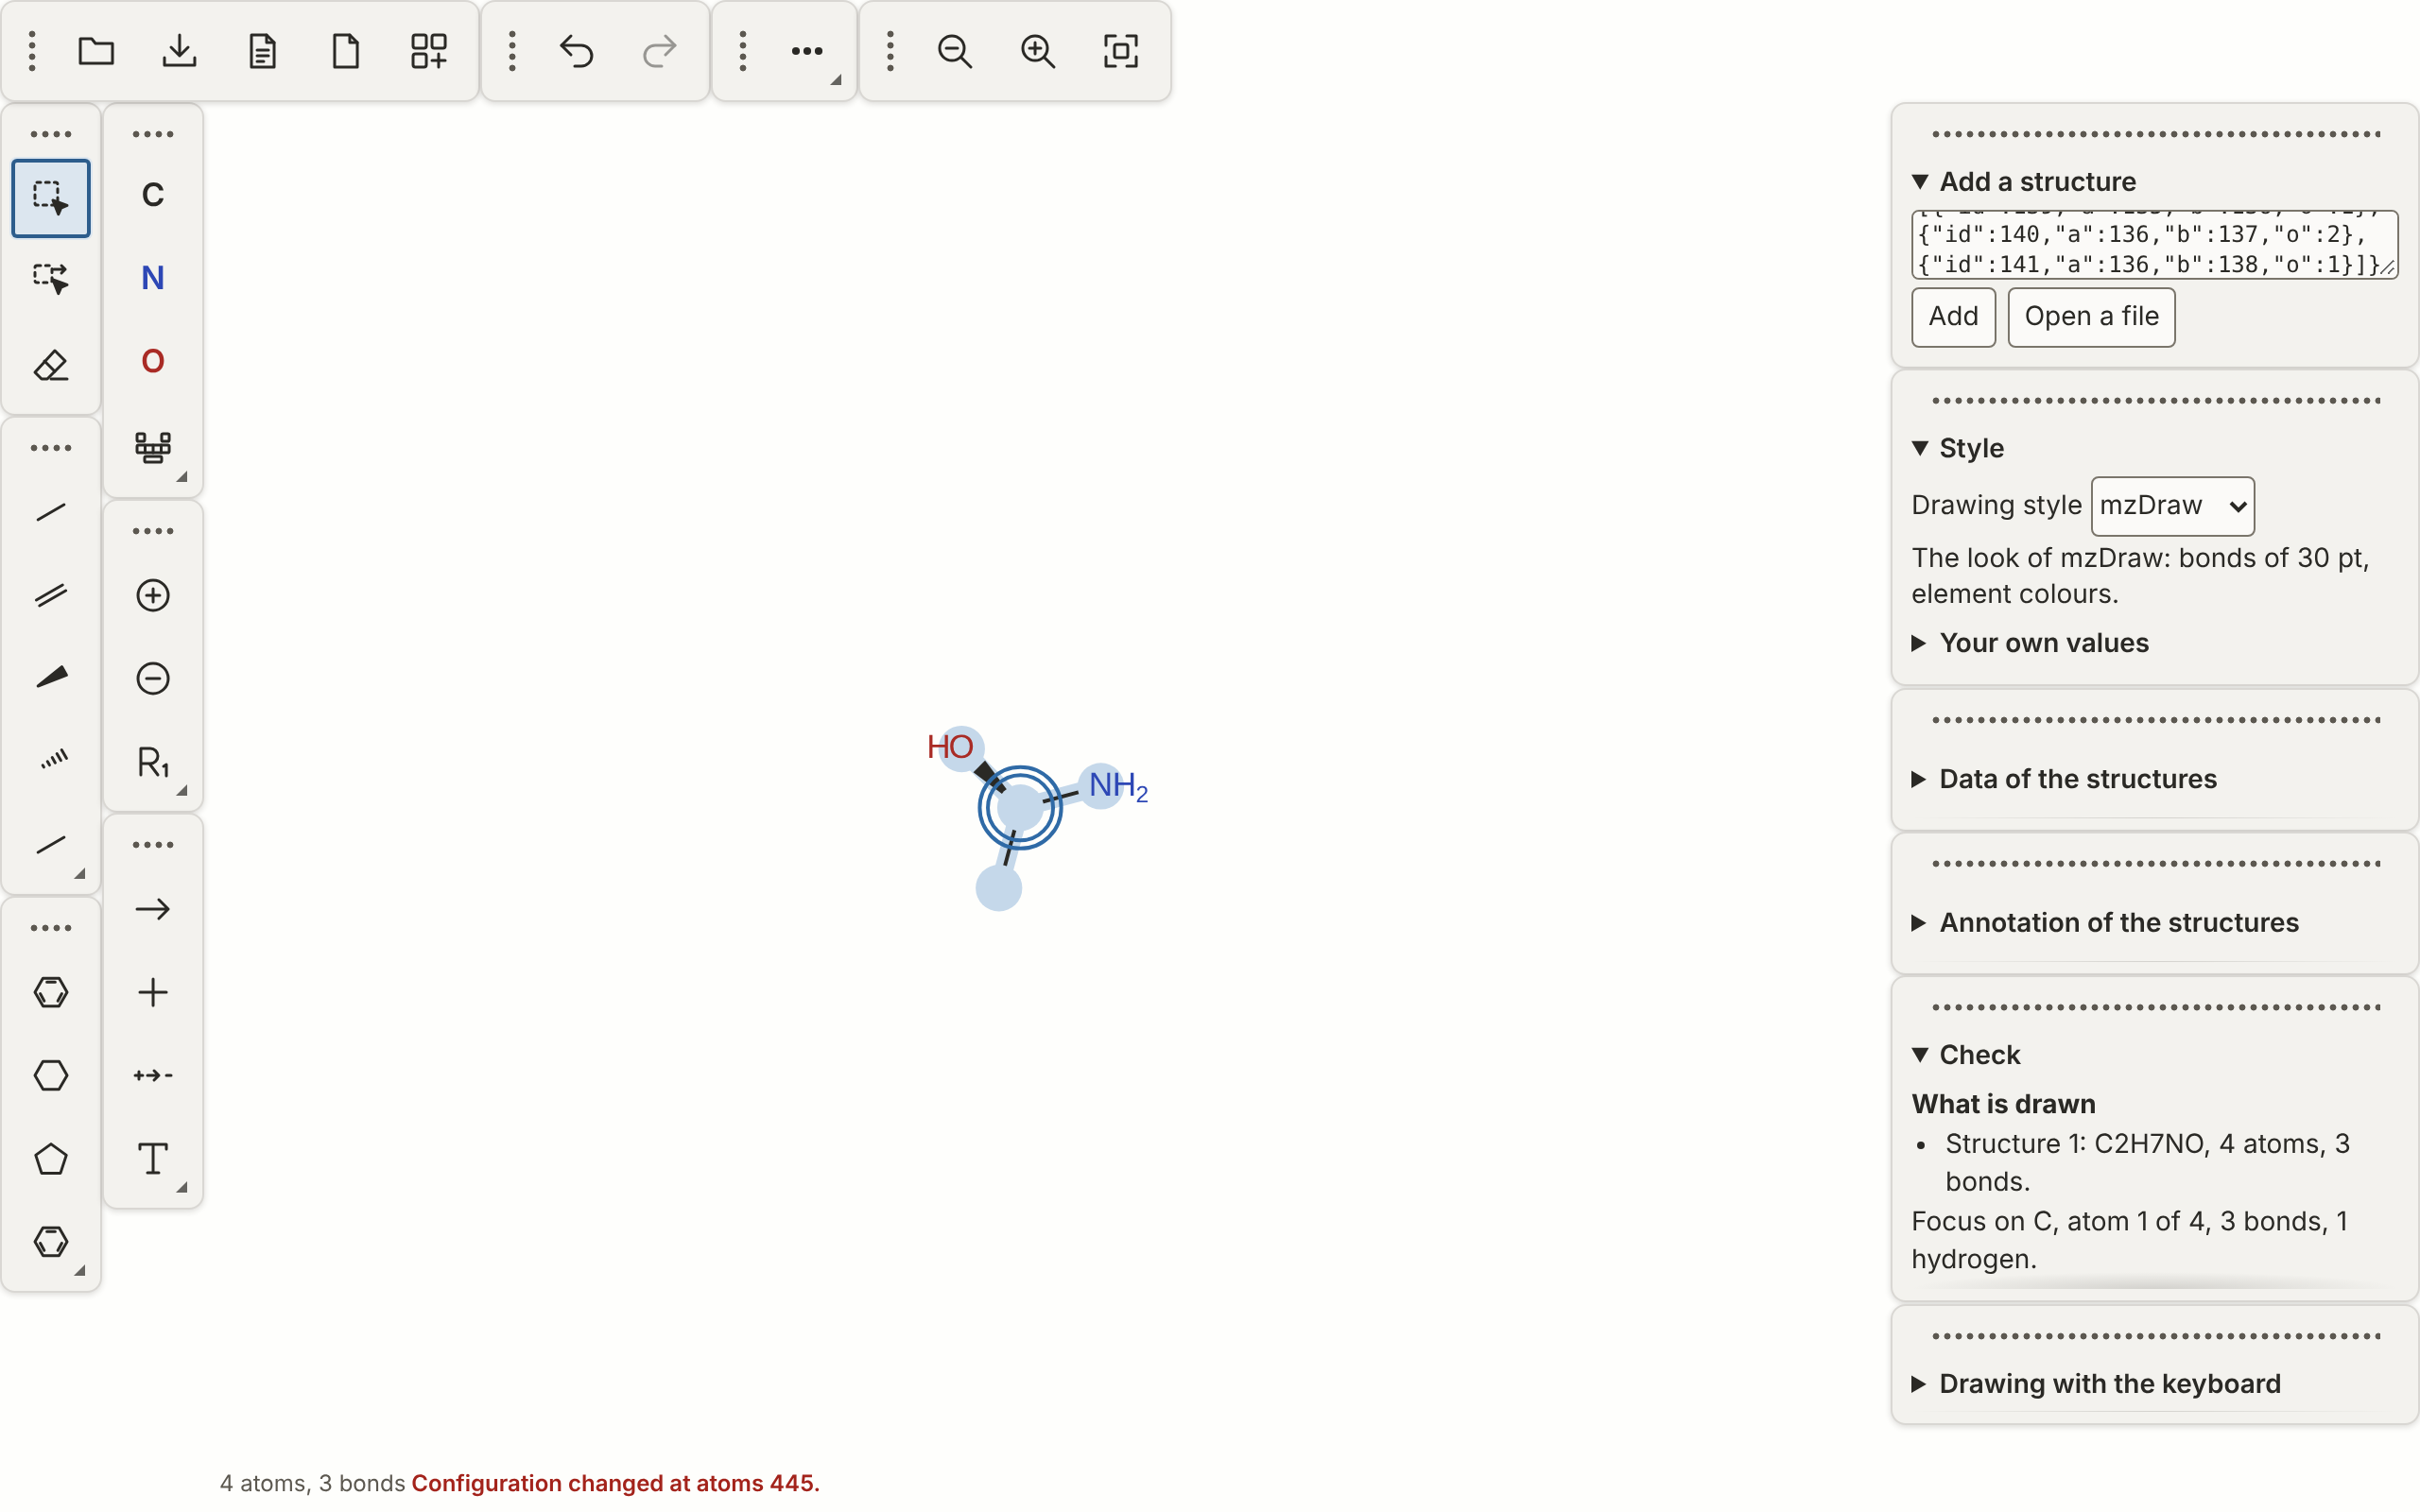 C
N
O
R1
T
HO
NH2
Add a structure
{"id":140,"a":136,"b":137,"o":2},
{"id":141,"a":136,"b":138,"o":1}]}
Add
Open a file
Style
Drawing style
mzDraw
The look of mzDraw: bonds of 30 pt,
element colours.
Your own values
Data of the structures
Annotation of the structures
Check
What is drawn
• Structure 1: C2H7NO, 4 atoms, 3
bonds.
Focus on C, atom 1 of 4, 3 bonds, 1
hydrogen.
Drawing with the keyboard
4 atoms, 3 bonds Configuration changed at atoms 445.